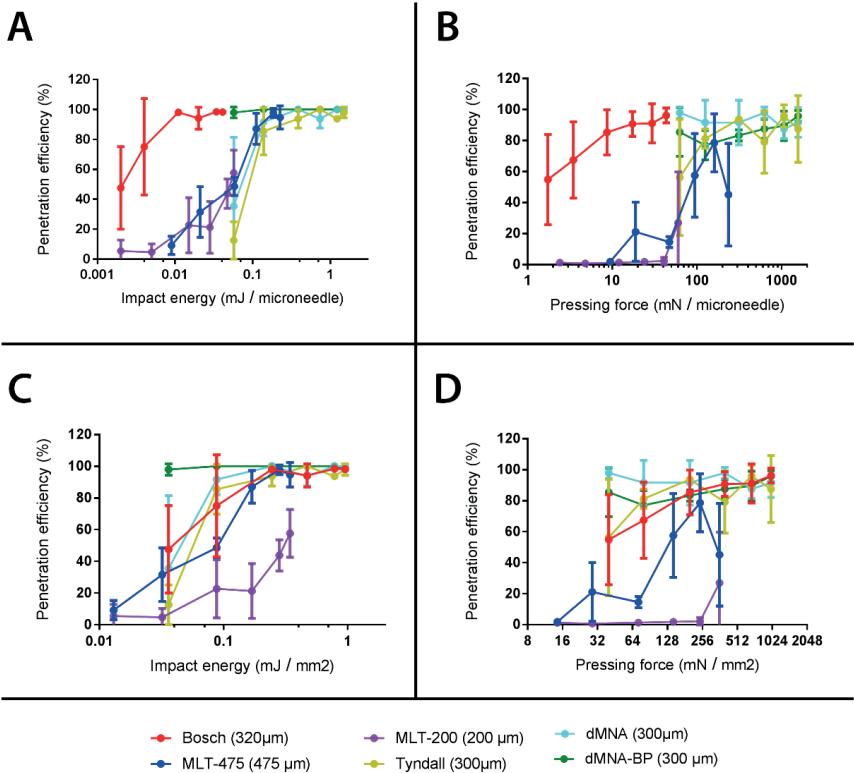 A
B
Penetration efficiency (%)
120
100
80
60
40
20
0
0.001
0.01
0.1
1
Impact energy (mJ / microneedle)
Penetration efficiency (%)
120
100
80
60
40
20
0
1
10
100
1000
Pressing force (mN / microneedle)
C
D
Penetration efficiency (%)
120
100
80
60
40
20
0
0.01
0.1
1
Impact energy (mJ / mm2)
Penetration efficiency (%)
120
100
80
60
40
20
0
8
16
32
64
128
256
512
1024
2048
Pressing force (mN / mm2)
Bosch (320µm)
MLT-200 (200 µm)
dMNA (300µm)
MLT-475 (475 µm)
Tyndall (300µm)
dMNA-BP (300 µm)